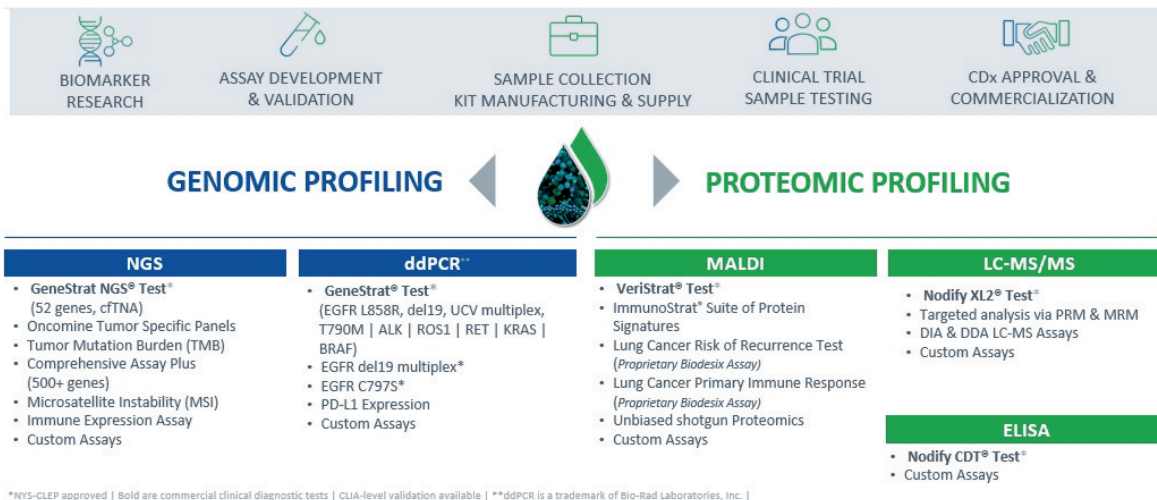 BIOMARKER
RESEARCH
ASSAY DEVELOPMENT
& VALIDATION
SAMPLE COLLECTION
KIT MANUFACTURING & SUPPLY
CLINICAL TRIAL
SAMPLE TESTING
CDx APPROVAL &
COMMERCIALIZATION
GENOMIC PROFILING
PROTEOMIC PROFILING
NGS
• GeneStrat NGS® Test*
(52 genes, cfTNA)
• Oncomine Tumor Specific Panels
• Tumor Mutation Burden (TMB)
• Comprehensive Assay Plus
(500+ genes)
• Microsatellite Instability (MSI)
• Immune Expression Assay
• Custom Assays
ddPCR**
• GeneStrat® Test*
(EGFR L858R, del19, UCV multiplex,
T790M | ALK | ROS1 | RET | KRAS |
BRAF)
• EGFR del19 multiplex*
• EGFR C797S*
• PD-L1 Expression
• Custom Assays
MALDI
• VeriStrat® Test*
• ImmunoStrat* Suite of Protein
Signatures
• Lung Cancer Risk of Recurrence Test
(Proprietary Biodesix Assay)
• Lung Cancer Primary Immune Response
(Proprietary Biodesix Assay)
• Unbiased shotgun Proteomics
• Custom Assays
LC-MS/MS
• Nodify XL2® Test*
• Targeted analysis via PRM & MRM
• DIA & DDA LC-MS Assays
• Custom Assays
ELISA
• Nodify CDT® Test*
• Custom Assays
*NYS-CLEP approved | Bold are commercial clinical diagnostic tests | CLIA-level validation available | **ddPCR is a trademark of Bio-Rad Laboratories, Inc. |